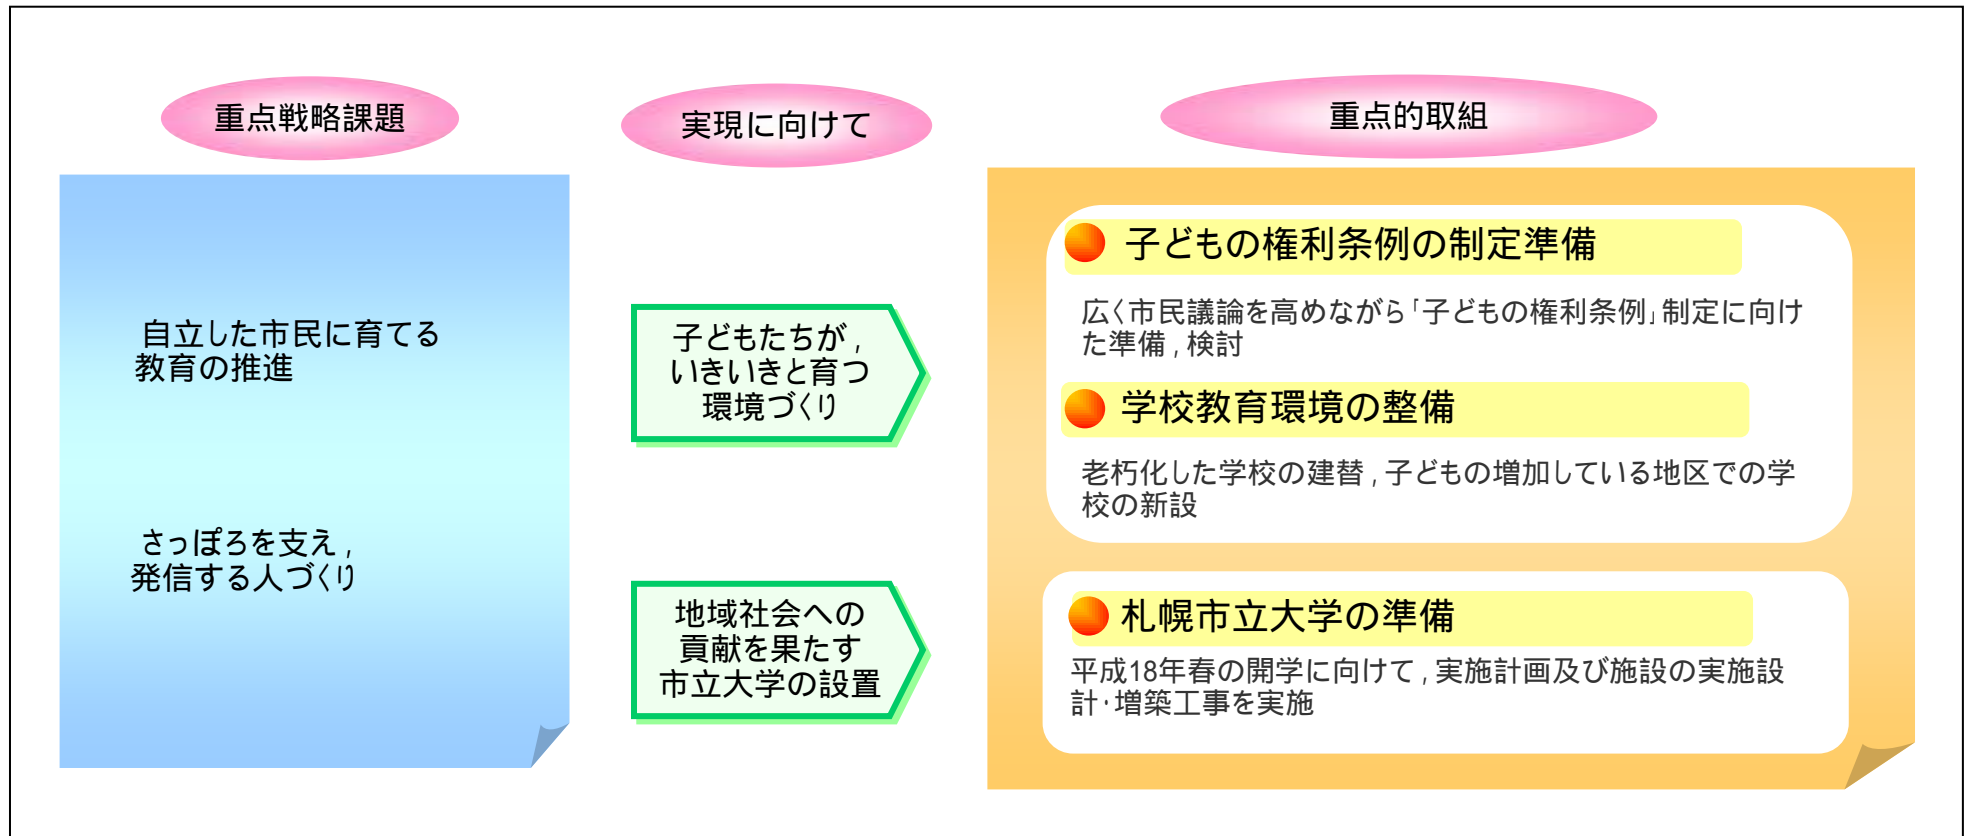 重点戦略課題
実現に向けて
重点的取組
自立した市民に育てる
教育の推進
さっぽろを支え,
発信する人づくり
子どもたちが,
いきいきと育つ
環境づくり
地域社会への
貢献を果たす
市立大学の設置
子どもの権利条例の制定準備
広く市民議論を高めながら「子どもの権利条例」制定に向け
た準備,検討
学校教育環境の整備
老朽化した学校の建替,子どもの増加している地区での学
校の新設
札幌市立大学の準備
平成18年春の開学に向けて,実施計画及び施設の実施設
計・増築工事を実施